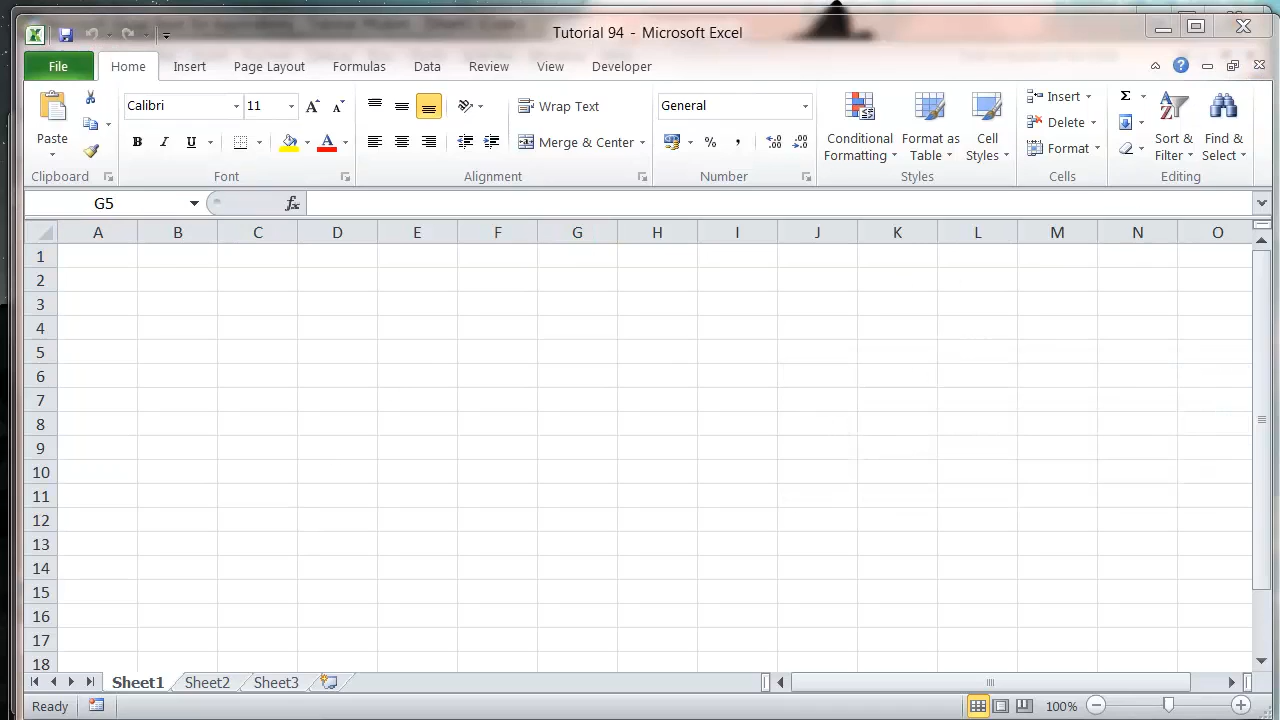 Tutorial 94 - Microsoft Excel
File Home Insert Page Layout Formulas Data Review View Developer
Calibri 11 Wrap Text General Insert Σ
Paste Delete
B I U Merge & Center % , Conditional Formatting Format as Table Cell Styles Format Sort & Filter Find & Select
Clipboard Font Alignment Number Styles Cells Editing
G5 fx
A B C D E F G H I J K L M N O
1
2
3
4
5
6
7
8
9
10
11
12
13
14
15
16
17
18
Sheet1 Sheet2 Sheet3
Ready 100%